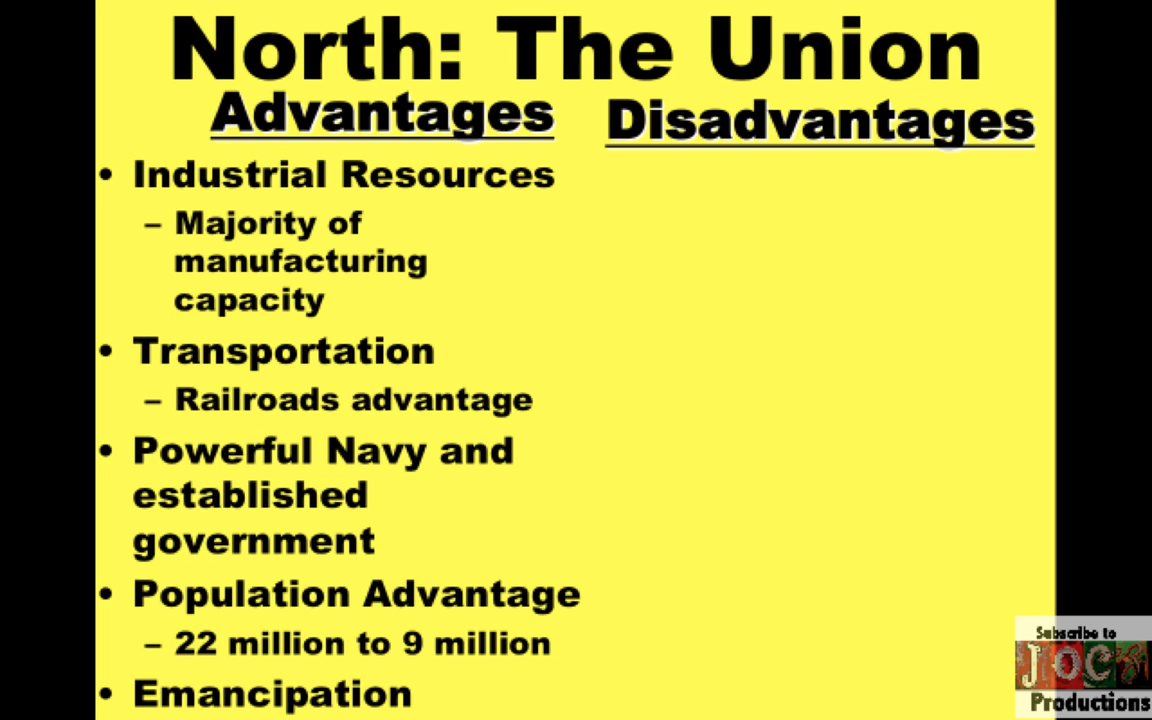 North: The Union
Advantages
Disadvantages
• Industrial Resources
– Majority of
manufacturing
capacity
• Transportation
– Railroads advantage
• Powerful Navy and
established
government
• Population Advantage
– 22 million to 9 million
• Emancipation
Subscribe to
Jocz
Productions